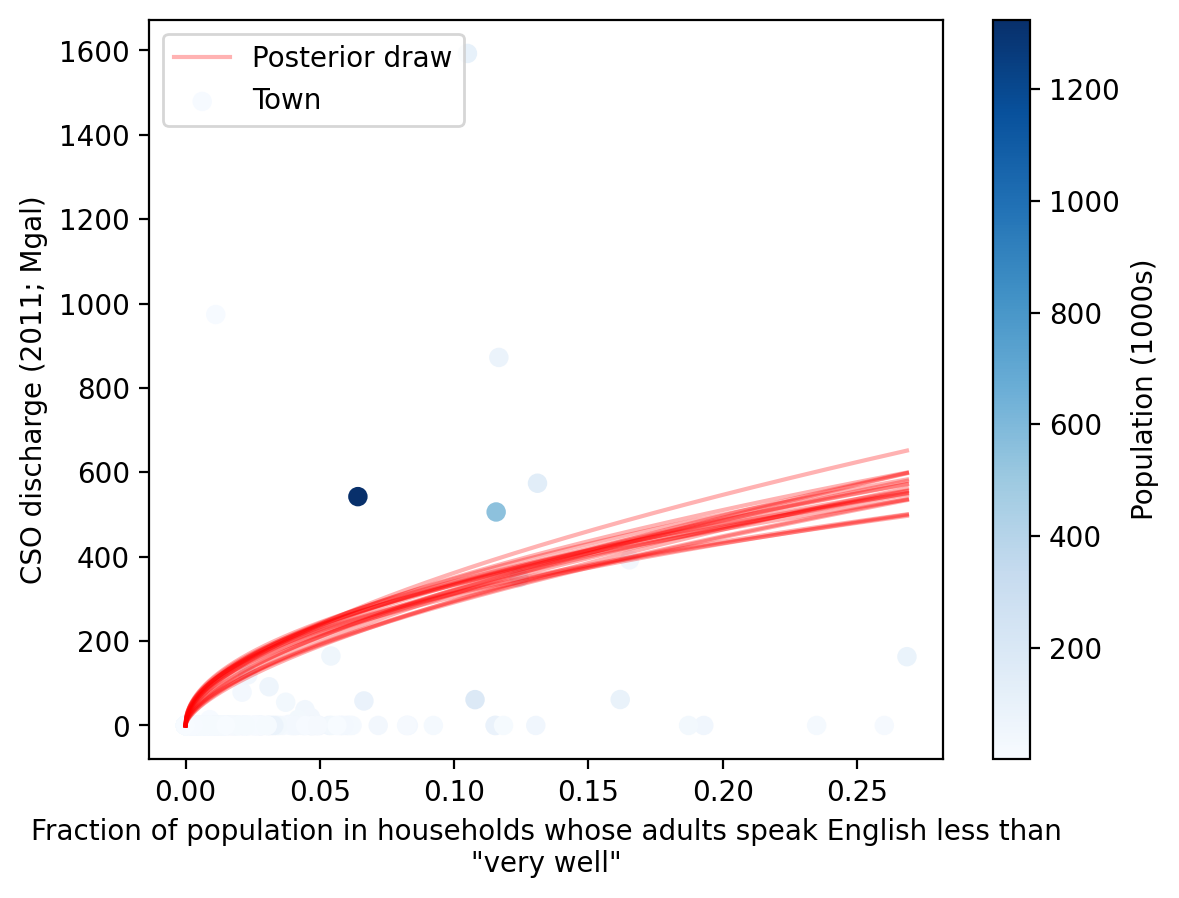 Posterior draw
Town
1600
1400
1200
1000
800
600
400
200
0
CSO discharge (2011; Mgal)
0.00 0.05 0.10 0.15 0.20 0.25
Fraction of population in households whose adults speak English less than
"very well"
1200
1000
800
600
400
200
Population (1000s)